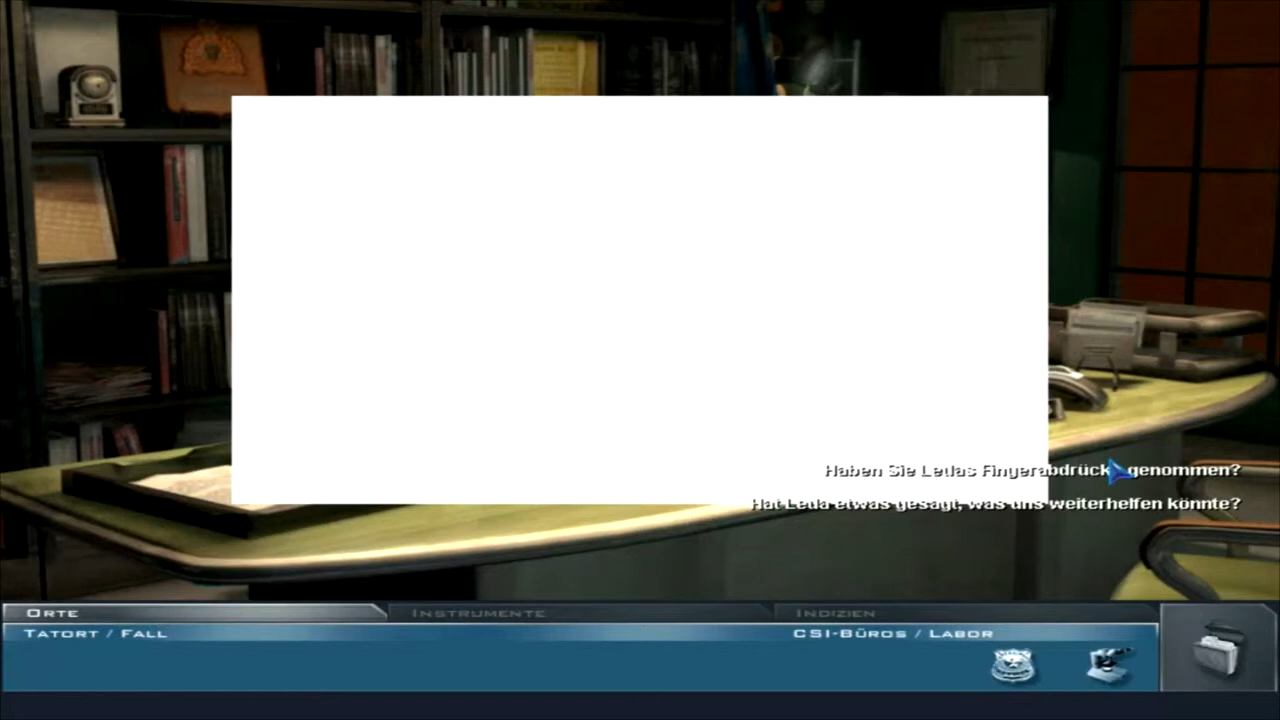 Haben Sie Ledas Fingerabdrücke genommen?
Hat Leda etwas gesagt, was uns weiterhelfen könnte?
Orte
Instrumente
Indizien
Tatort / Fall
CSI-Büros / Labor